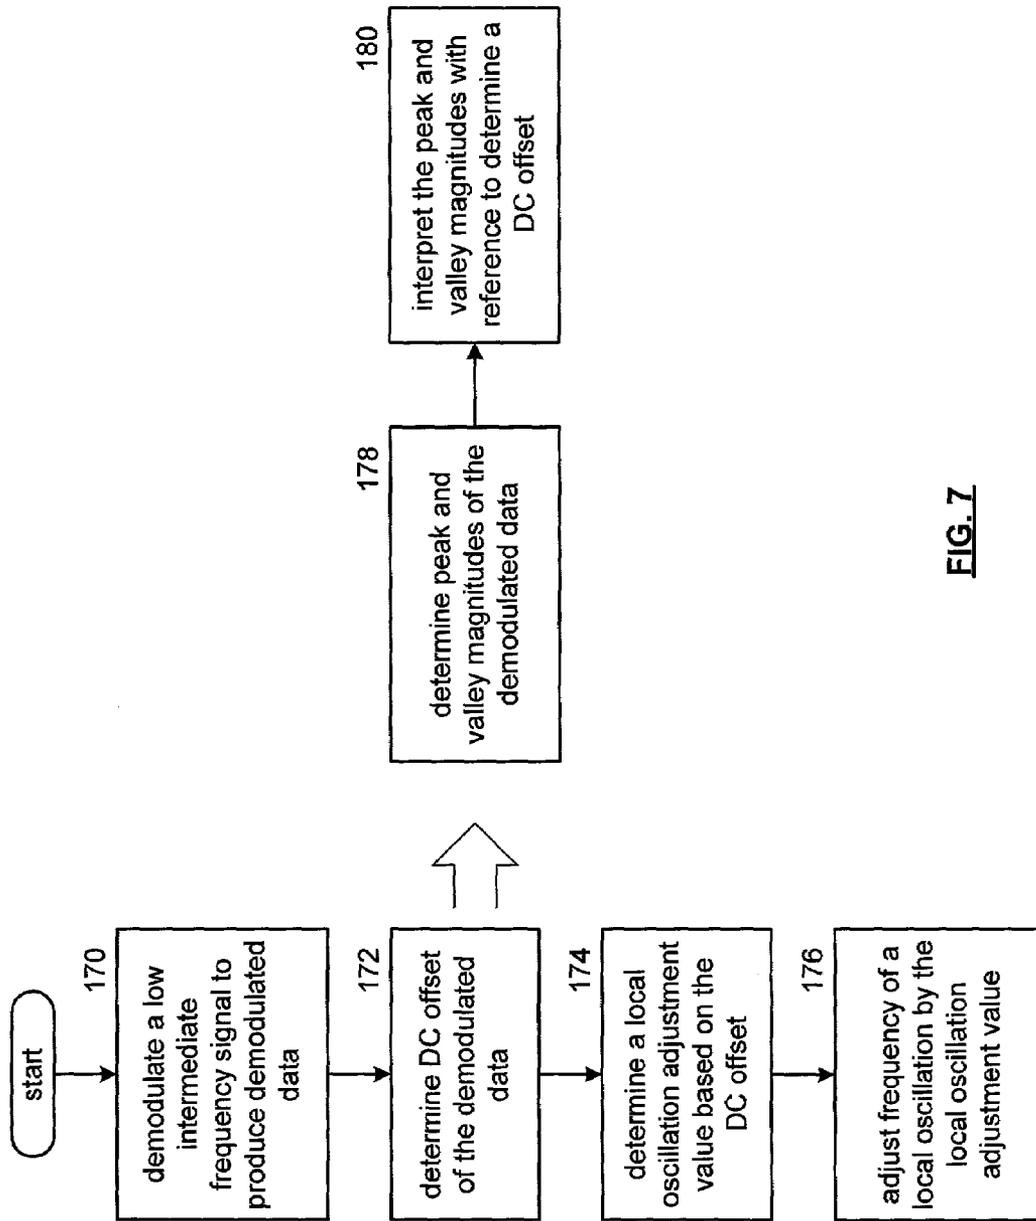 start
170
demodulate a low
intermediate
frequency signal to
produce demodulated
data
172
determine DC offset
of the demodulated
data
174
determine a local
oscillation adjustment
value based on the
DC offset
176
adjust frequency of a
local oscillation by the
local oscillation
adjustment value
178
determine peak and
valley magnitudes of the
demodulated data
180
interpret the peak and
valley magnitudes with
reference to determine a
DC offset
FIG. 7